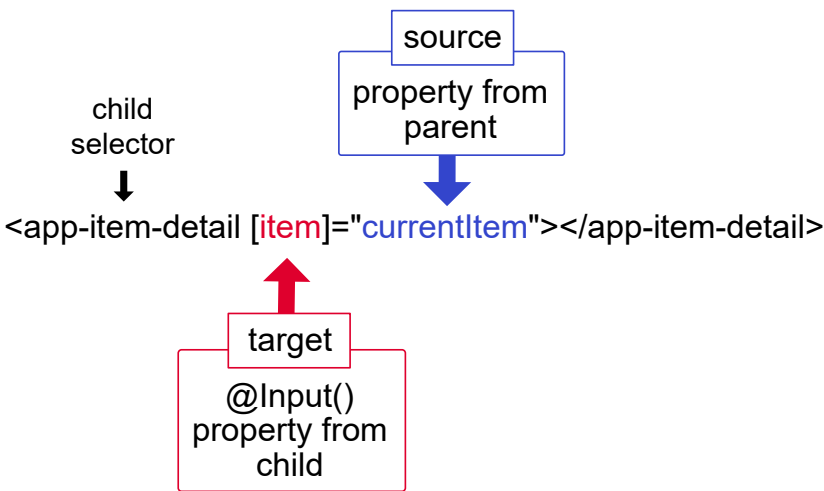 source
property from
parent
child
selector
<app-item-detail [item]="currentItem"></app-item-detail>
target
@Input()
property from
child